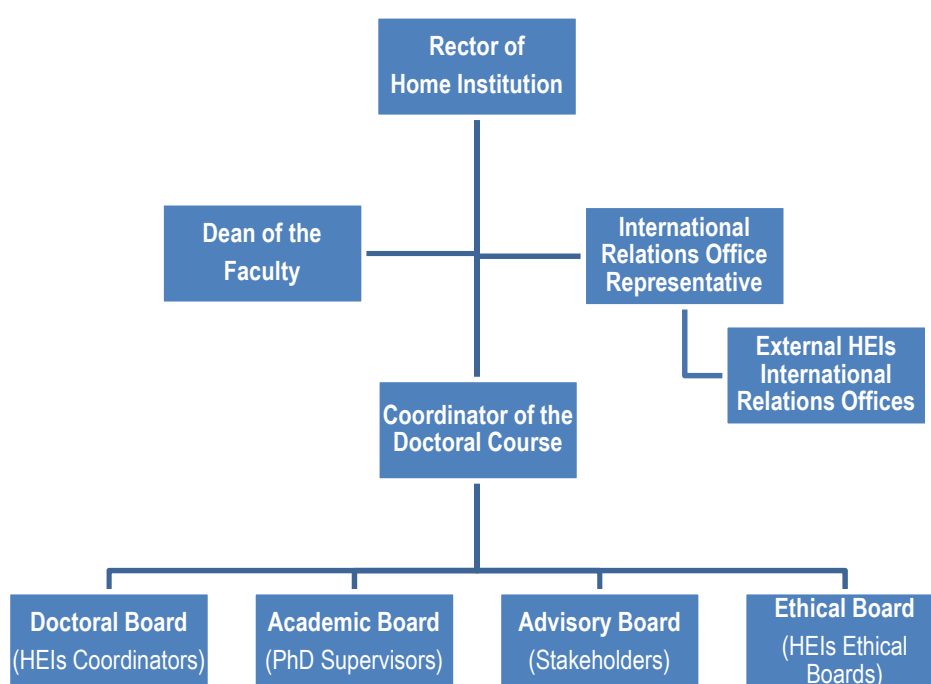 Rector of
Home Institution
Dean of the
Faculty
International
Relations Office
Representative
External HEIs
International
Relations Offices
Coordinator of the
Doctoral Course
Doctoral Board
(HEIs Coordinators)
Academic Board
(PhD Supervisors)
Advisory Board
(Stakeholders)
Ethical Board
(HEIs Ethical
Boards)